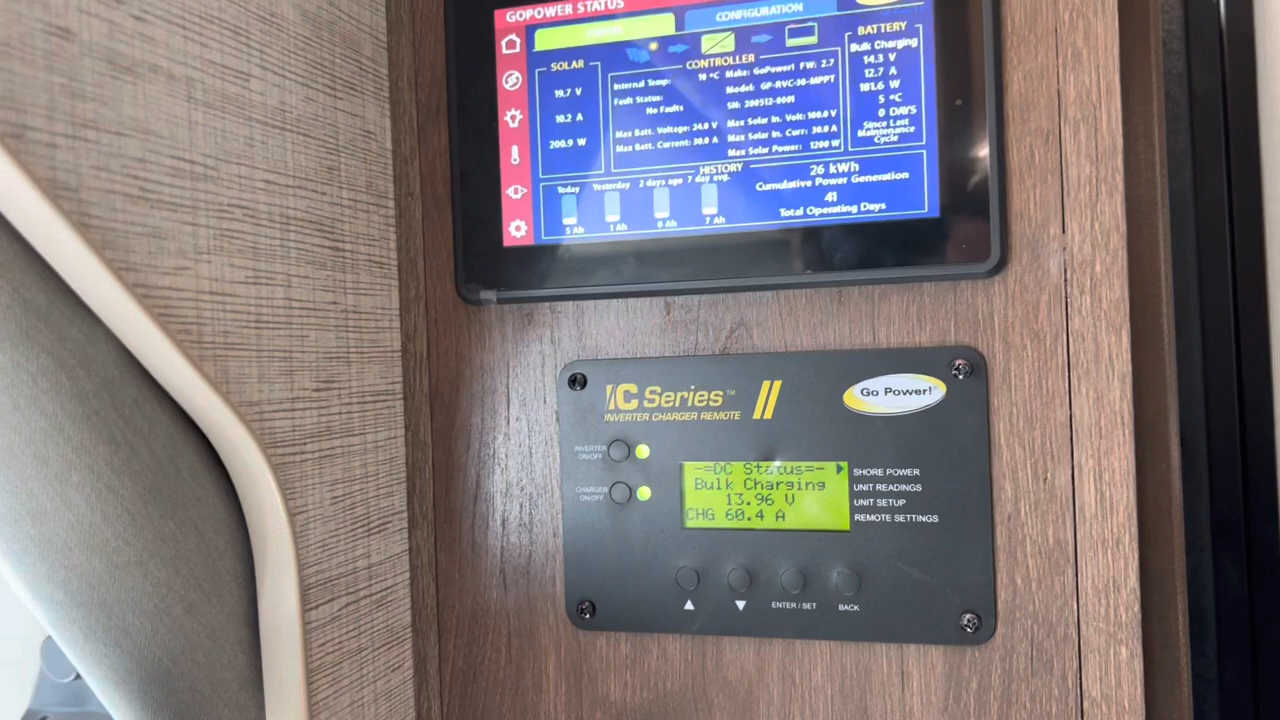 GOPOWER STATUS
CONFIGURATION
SOLAR
19.7 V
10.2 A
200.9 W
CONTROLLER
Internal Temp: 10 °C
Fault Status:
No Faults
Max Batt. Voltage: 24.0 V
Max Batt. Current: 30.0 A
Make: GoPower! FW: 2.7
Model: GP-RVC-30-MPPT
SN: 200512-0001
Max Solar In. Volt: 100.0 V
Max Solar In. Curr: 30.0 A
Max Solar Power: 1200 W
BATTERY
Bulk Charging
14.3 V
12.7 A
181.6 W
5 °C
0 DAYS
Since Last
Maintenance
Cycle
HISTORY
Today Yesterday 2 days ago 7 day avg.
5 Ah 1 Ah 0 Ah 7 Ah
26 kWh
Cumulative Power Generation
41
Total Operating Days
IC Series™ II
INVERTER CHARGER REMOTE
Go Power!®
INVERTER
ON/OFF
CHARGER
ON/OFF
-=DC Status=-
Bulk Charging
13.96 V
CHG 60.4 A
SHORE POWER
UNIT READINGS
UNIT SETUP
REMOTE SETTINGS
ENTER / SET
BACK